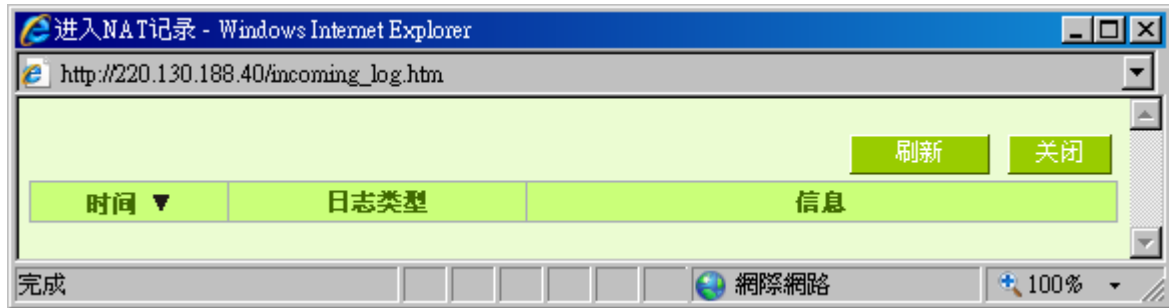 进入NAT记录 - Windows Internet Explorer
http://220.130.188.40/incoming_log.htm
刷新 关闭
时间 ▼ 日志类型 信息
完成 網際網路 100%